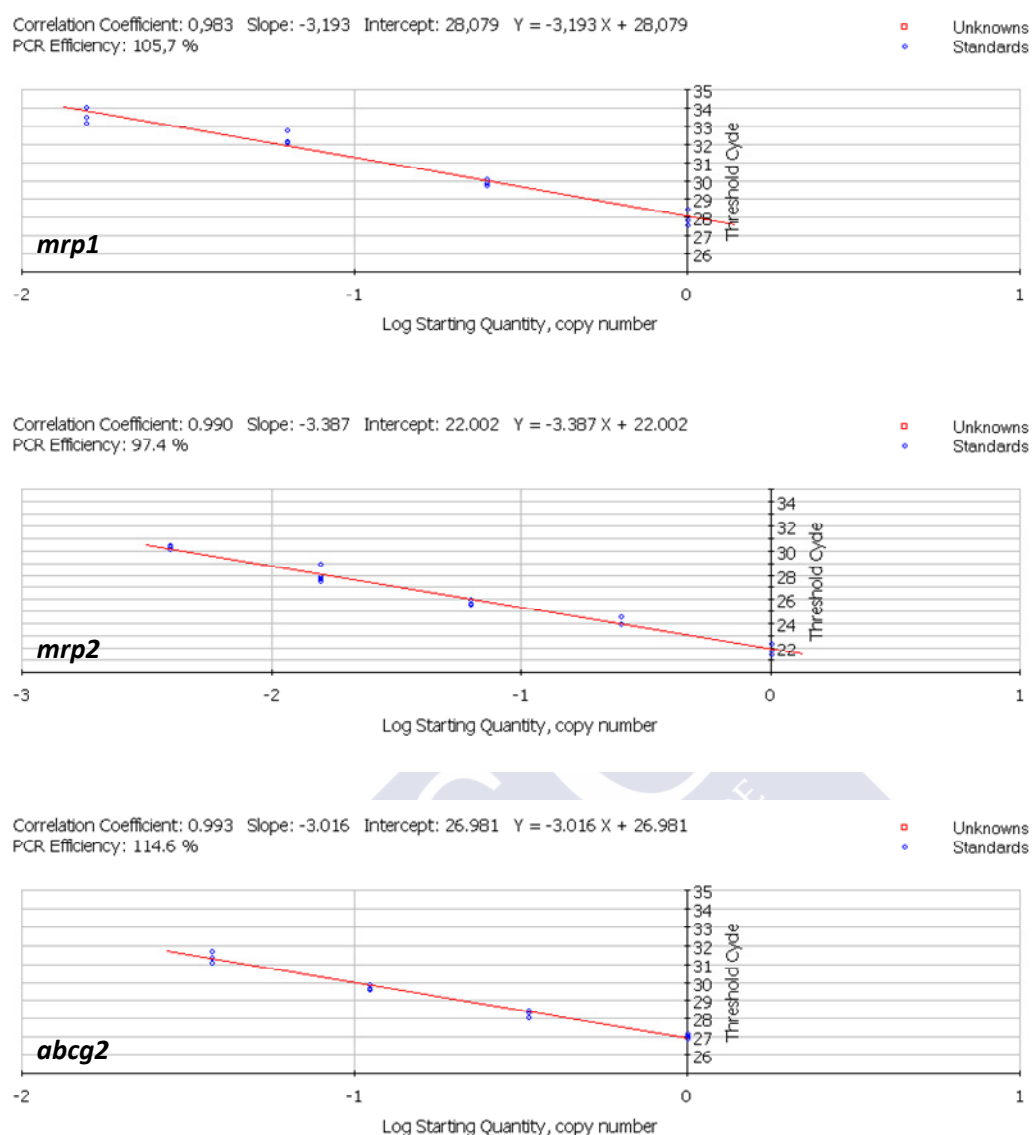 Correlation Coefficient: 0,983 Slope: -3,193 Intercept: 28,079 Y = -3,193 X + 28,079
PCR Efficiency: 105,7 %
Unknowns
Standards
35
34
33
32
31
30
29
28
27
26
Threshold Cycle
mrp1
-2 -1 0 1
Log Starting Quantity, copy number
Correlation Coefficient: 0.990 Slope: -3.387 Intercept: 22.002 Y = -3.387 X + 22.002
PCR Efficiency: 97.4 %
Unknowns
Standards
34
32
30
28
26
24
22
Threshold Cycle
mrp2
-3 -2 -1 0 1
Log Starting Quantity, copy number
Correlation Coefficient: 0.993 Slope: -3.016 Intercept: 26.981 Y = -3.016 X + 26.981
PCR Efficiency: 114.6 %
Unknowns
Standards
35
34
33
32
31
30
29
28
27
26
Threshold Cycle
abcg2
-2 -1 0 1
Log Starting Quantity, copy number